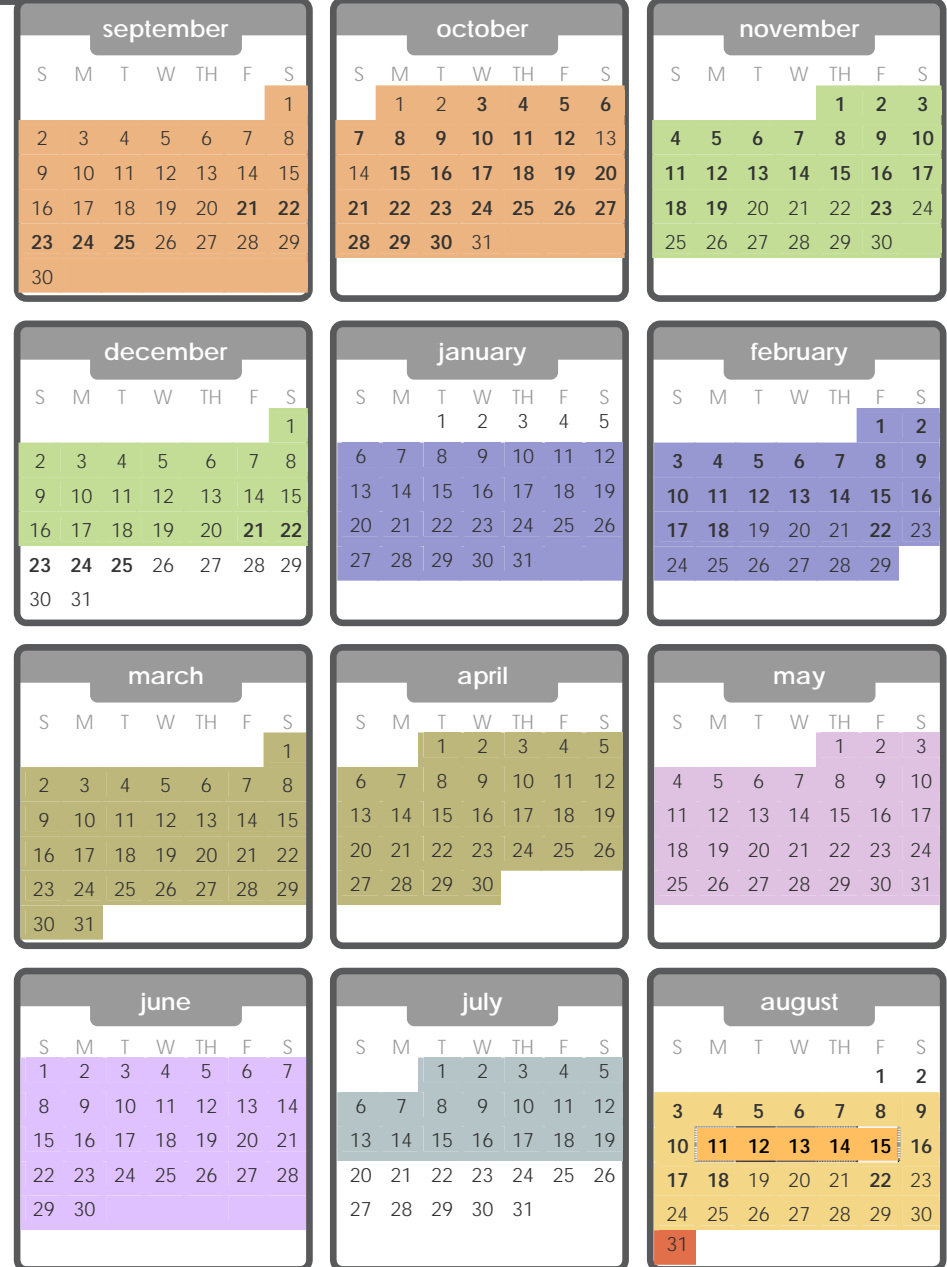 september
S M T W TH F S
1
2 3 4 5 6 7 8
9 10 11 12 13 14 15
16 17 18 19 20 21 22
23 24 25 26 27 28 29
30
october
S M T W TH F S
1 2 3 4 5 6
7 8 9 10 11 12 13
14 15 16 17 18 19 20
21 22 23 24 25 26 27
28 29 30 31
november
S M T W TH F S
1 2 3
4 5 6 7 8 9 10
11 12 13 14 15 16 17
18 19 20 21 22 23 24
25 26 27 28 29 30
december
S M T W TH F S
1
2 3 4 5 6 7 8
9 10 11 12 13 14 15
16 17 18 19 20 21 22
23 24 25 26 27 28 29
30 31
january
S M T W TH F S
1 2 3 4 5
6 7 8 9 10 11 12
13 14 15 16 17 18 19
20 21 22 23 24 25 26
27 28 29 30 31
february
S M T W TH F S
1 2
3 4 5 6 7 8 9
10 11 12 13 14 15 16
17 18 19 20 21 22 23
24 25 26 27 28 29
march
S M T W TH F S
1
2 3 4 5 6 7 8
9 10 11 12 13 14 15
16 17 18 19 20 21 22
23 24 25 26 27 28 29
30 31
april
S M T W TH F S
1 2 3 4 5
6 7 8 9 10 11 12
13 14 15 16 17 18 19
20 21 22 23 24 25 26
27 28 29 30
may
S M T W TH F S
1 2 3
4 5 6 7 8 9 10
11 12 13 14 15 16 17
18 19 20 21 22 23 24
25 26 27 28 29 30 31
june
S M T W TH F S
1 2 3 4 5 6 7
8 9 10 11 12 13 14
15 16 17 18 19 20 21
22 23 24 25 26 27 28
29 30
july
S M T W TH F S
1 2 3 4 5
6 7 8 9 10 11 12
13 14 15 16 17 18 19
20 21 22 23 24 25 26
27 28 29 30 31
august
S M T W TH F S
1 2
3 4 5 6 7 8 9
10 11 12 13 14 15 16
17 18 19 20 21 22 23
24 25 26 27 28 29 30
31